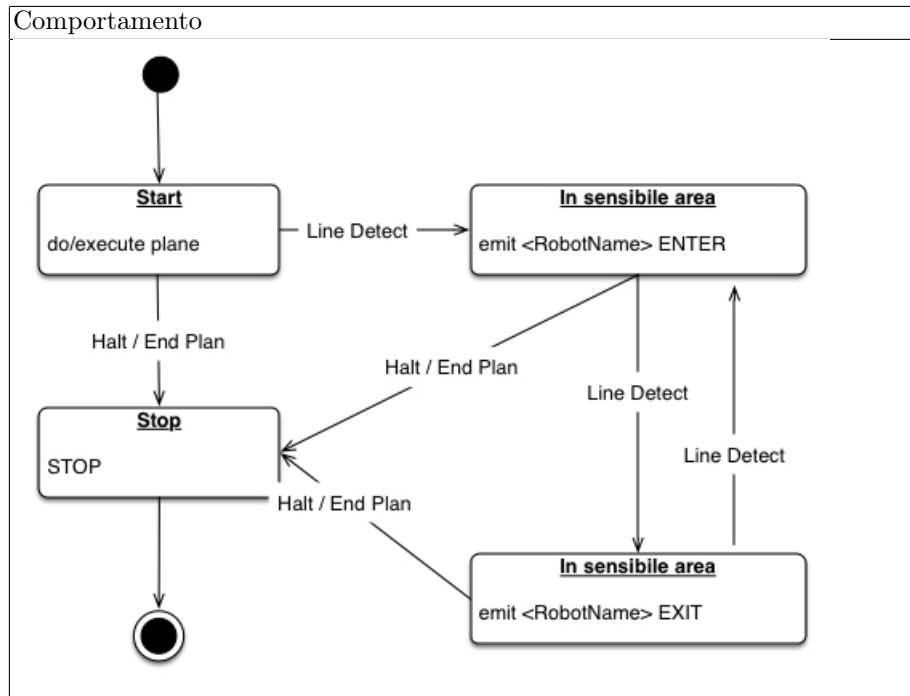 Comportamento
Start
do/execute plane
Line Detect
In sensibile area
emit <RobotName> ENTER
Halt / End Plan
Halt / End Plan
Line Detect
Stop
STOP
Line Detect
Halt / End Plan
In sensibile area
emit <RobotName> EXIT